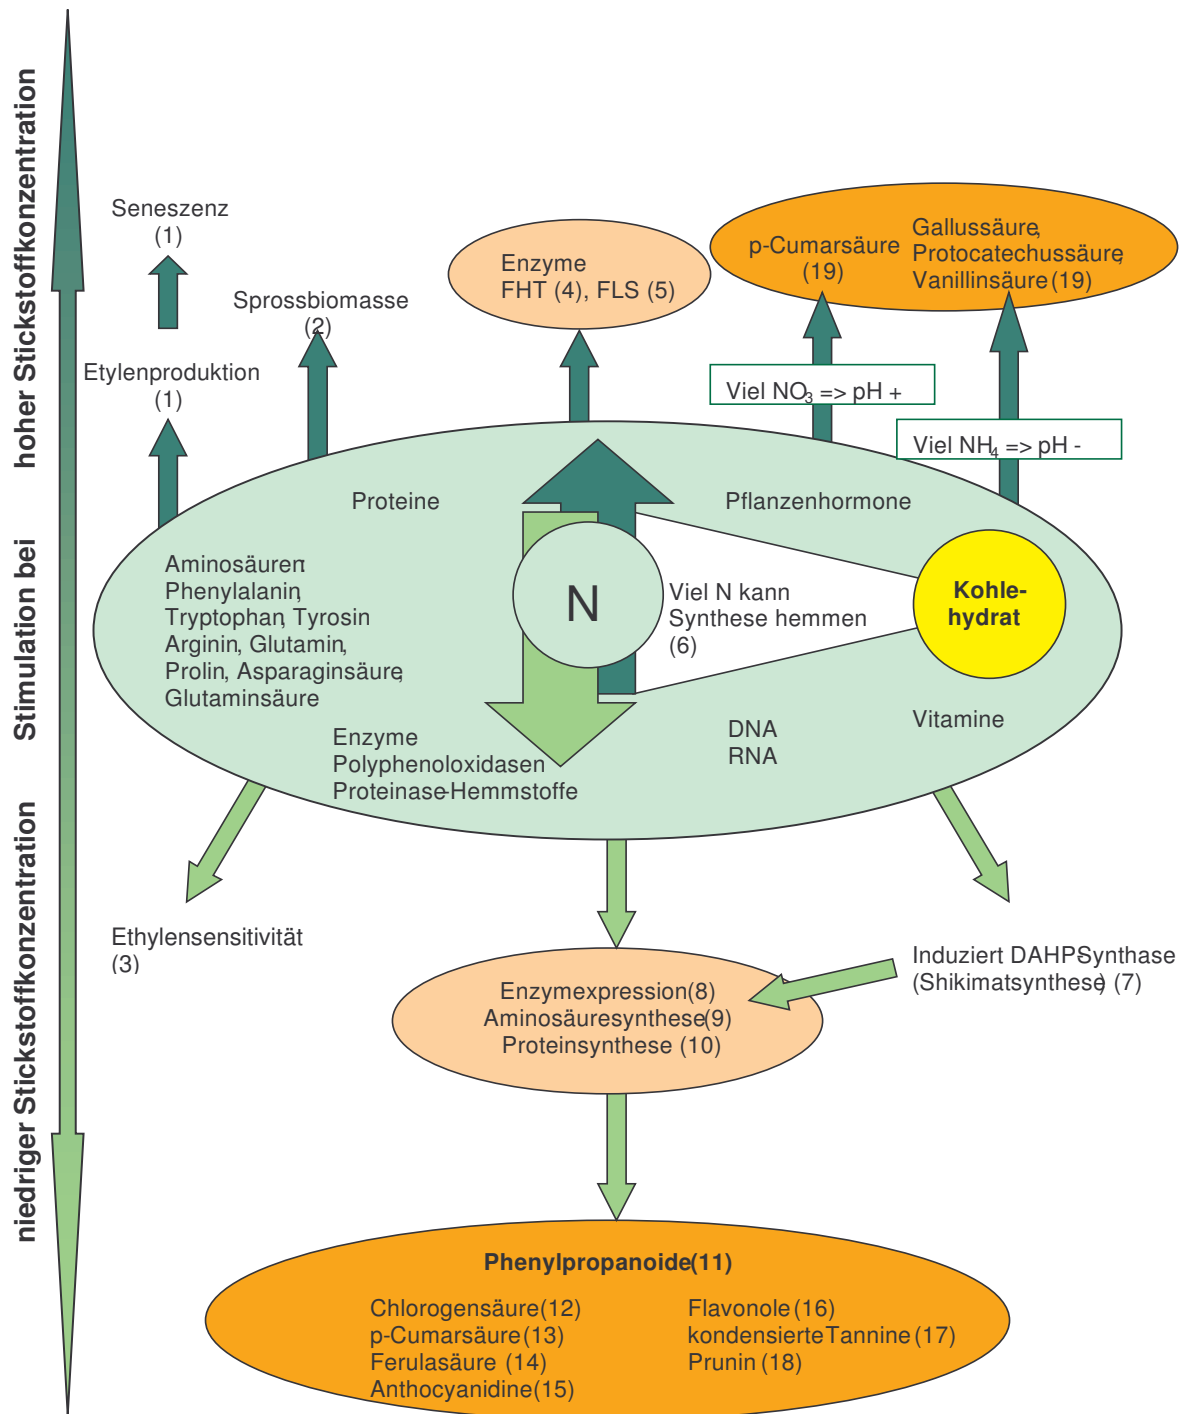 hoher Stickstoffkonzentration
Stimulation bei
niedriger Stickstoffkonzentration
Seneszenz
(1)
Etylenproduktion
(1)
Sprossbiomasse
(2)
Enzyme
FHT (4), FLS (5)
p-Cumarsäure
(19)
Gallussäure,
Protocatechussäure,
Vanillinsäure (19)
Viel NO3 => pH +
Viel NH4 => pH -
Proteine
Pflanzenhormone
Aminosäuren:
Phenylalanin,
Tryptophan, Tyrosin
Arginin, Glutamin,
Prolin, Asparaginsäure,
Glutaminsäure
N
Viel N kann
Synthese hemmen
(6)
Kohle-
hydrat
Enzyme
Polyphenoloxidasen
Proteinase-Hemmstoffe
DNA
RNA
Vitamine
Ethylensensitivität
(3)
Induziert DAHP-Synthase
(Shikimatsynthese) (7)
Enzymexpression (8)
Aminosäuresynthese (9)
Proteinsynthese (10)
Phenylpropanoide (11)
Chlorogensäure (12)
p-Cumarsäure (13)
Ferulasäure (14)
Anthocyanidine (15)
Flavonole (16)
kondensierte Tannine (17)
Prunin (18)